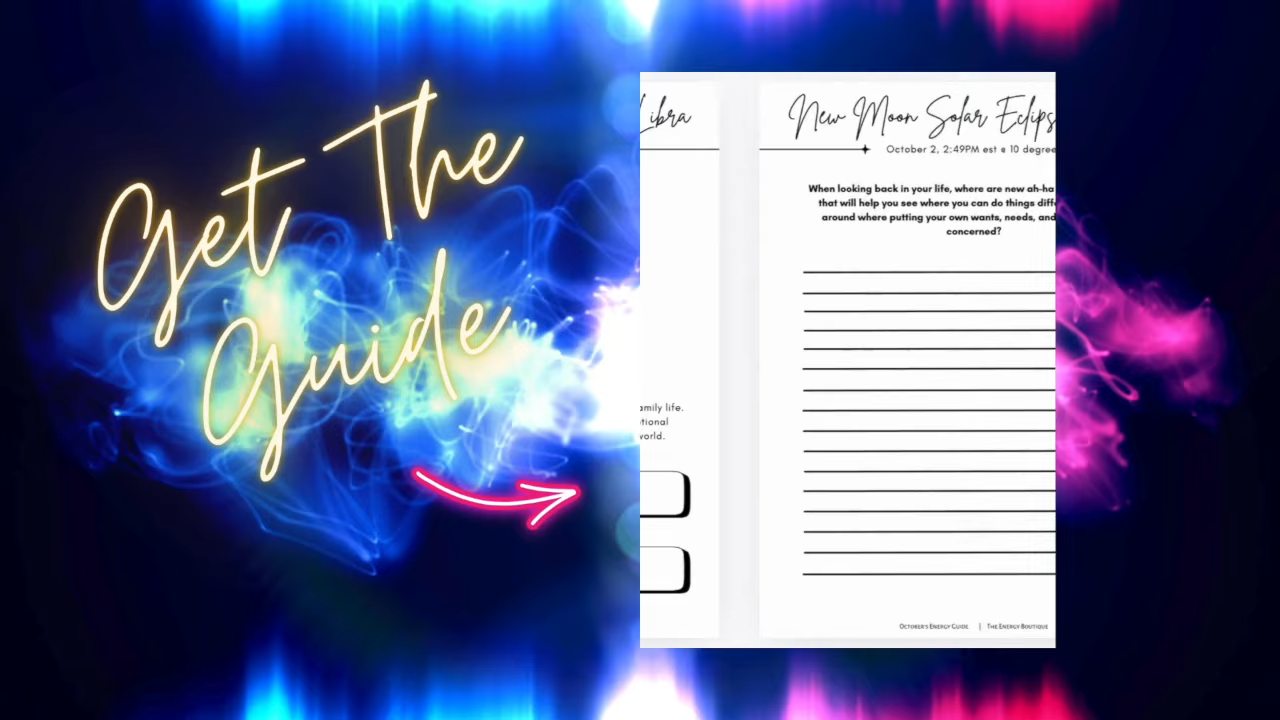 Get The
Guide
Libra
amily life.
tional
world.
New Moon Solar Eclips
October 2, 2:49PM est @ 10 degree
When looking back in your life, where are new ah-ha
that will help you see where you can do things diff
around where putting your own wants, needs, and
concerned?
October's Energy Guide | The Energy Boutique